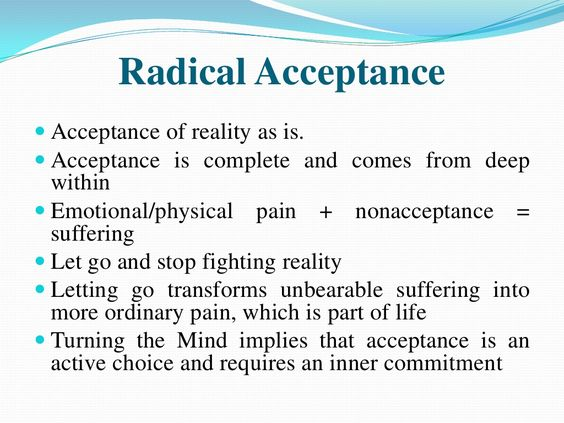 Radical Acceptance
• Acceptance of reality as is.
• Acceptance is complete and comes from deep
within
• Emotional/physical pain + nonacceptance =
suffering
• Let go and stop fighting reality
• Letting go transforms unbearable suffering into
more ordinary pain, which is part of life
• Turning the Mind implies that acceptance is an
active choice and requires an inner commitment